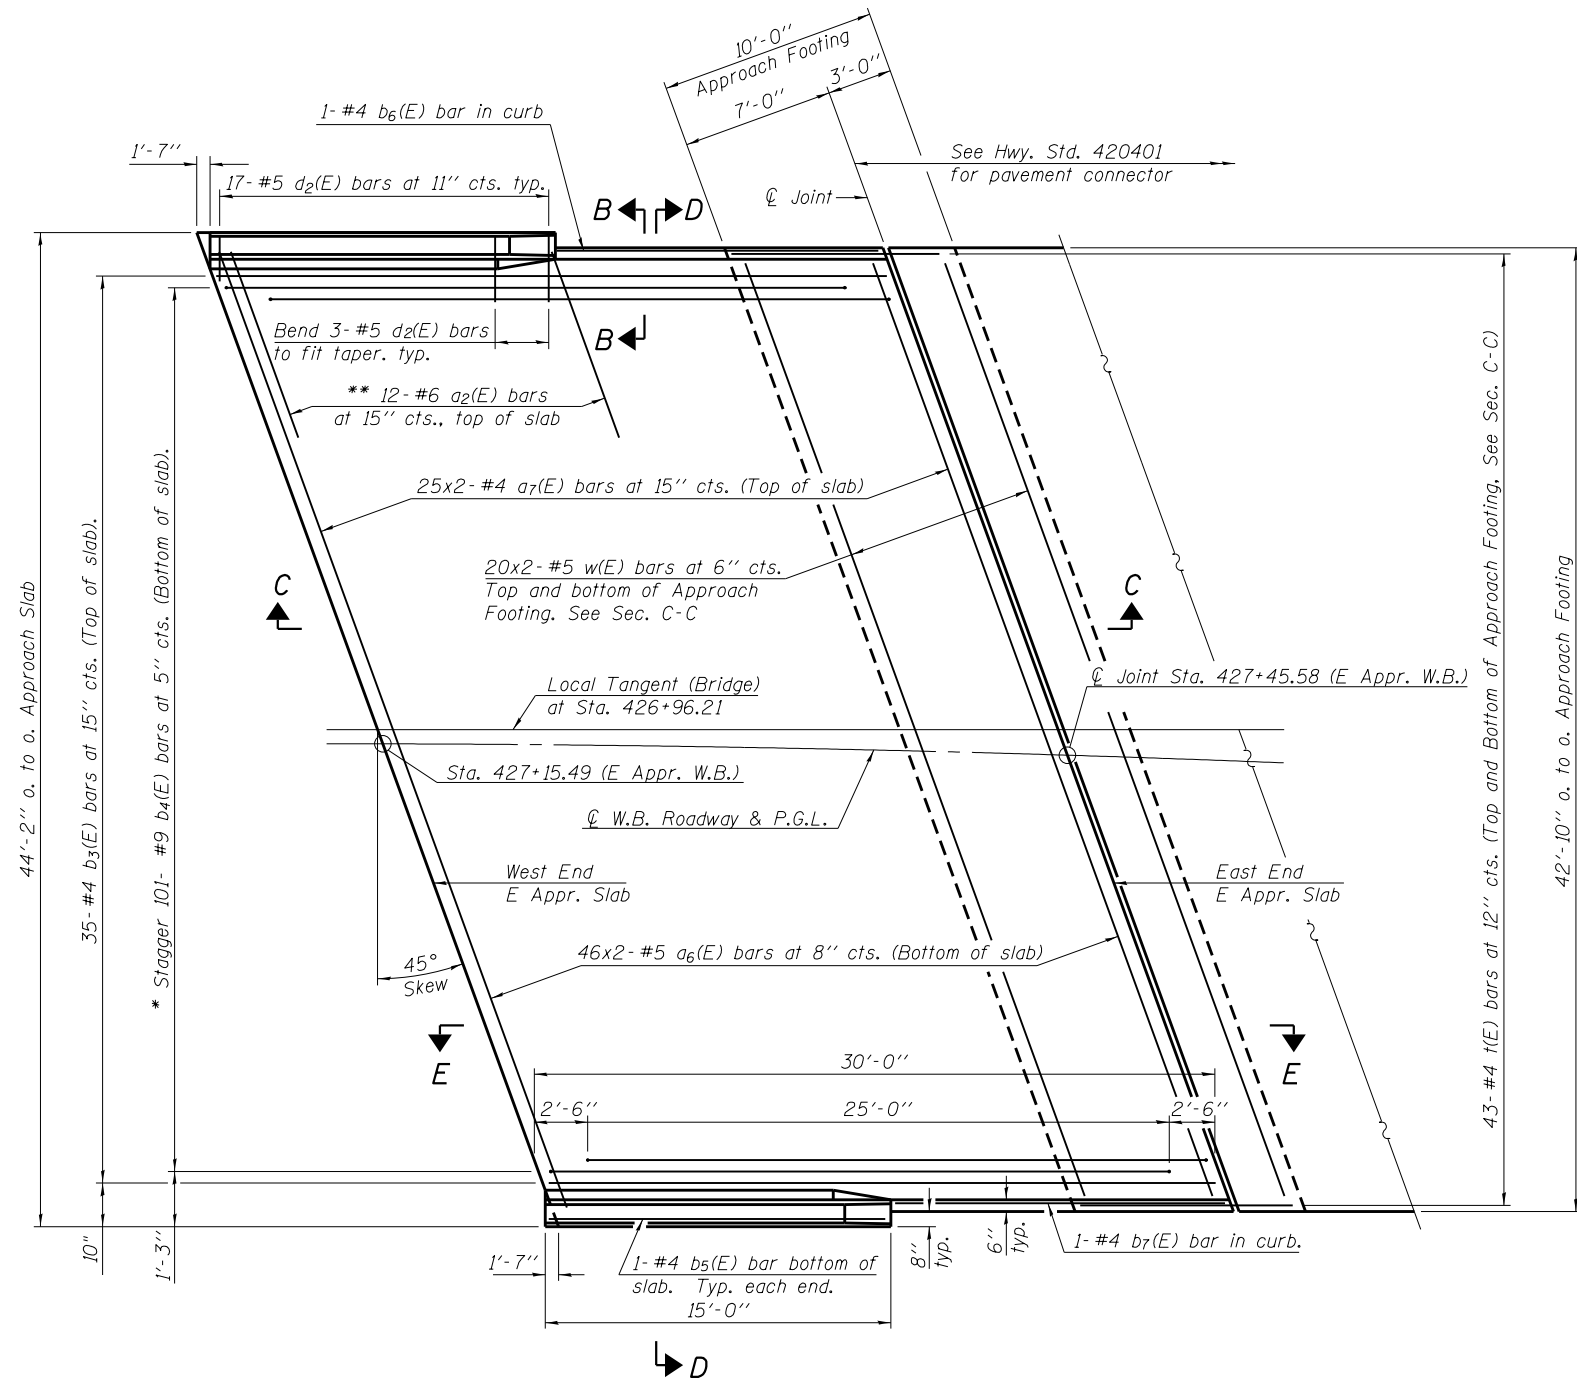 10'-0''
Approach Footing
3'-0''
7'-0''
1- #4 b6(E) bar in curb
See Hwy. Std. 420401
for pavement connector
1'-7''
17- #5 d2(E) bars at 11'' cts. typ.
℄ Joint
B
D
B
Bend 3- #5 d2(E) bars
to fit taper. typ.
** 12- #6 a2(E) bars
at 15'' cts., top of slab
25x2- #4 a7(E) bars at 15'' cts. (Top of slab)
20x2- #5 w(E) bars at 6'' cts.
Top and bottom of Approach
Footing. See Sec. C-C
C
C
44'-2'' o. to o. Approach Slab
35- #4 b3(E) bars at 15'' cts. (Top of slab).
* Stagger 101- #9 b4(E) bars at 5'' cts. (Bottom of slab).
43- #4 t(E) bars at 12'' cts. (Top and Bottom of Approach Footing, See Sec. C-C)
42'-10'' o. to o. Approach Footing
℄ Joint Sta. 427+45.58 (E Appr. W.B.)
Local Tangent (Bridge)
at Sta. 426+96.21
Sta. 427+15.49 (E Appr. W.B.)
℄ W.B. Roadway & P.G.L.
West End
E Appr. Slab
East End
E Appr. Slab
46x2- #5 a6(E) bars at 8'' cts. (Bottom of slab)
45°
Skew
E
E
30'-0''
2'-6''
25'-0''
2'-6''
10"
1'-3''
1'-7''
1- #4 b5(E) bar bottom of
slab. Typ. each end.
15'-0''
8''
typ.
6''
typ.
1- #4 b7(E) bar in curb.
D